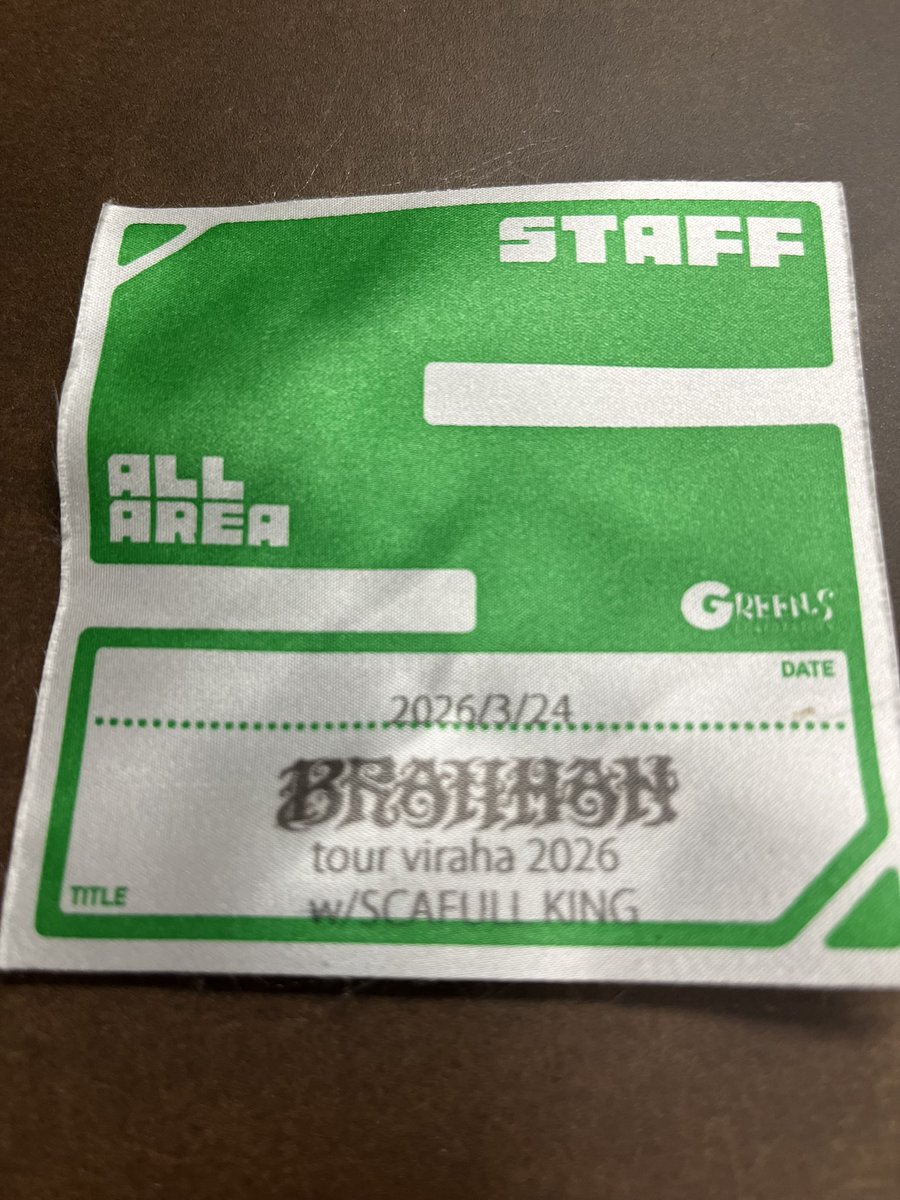 STAFF
ALL
AREA
GREENS
DATE
2026/3/24
BRAHMAN
tour viraha 2026
TITLE
w/SCAFULL KING